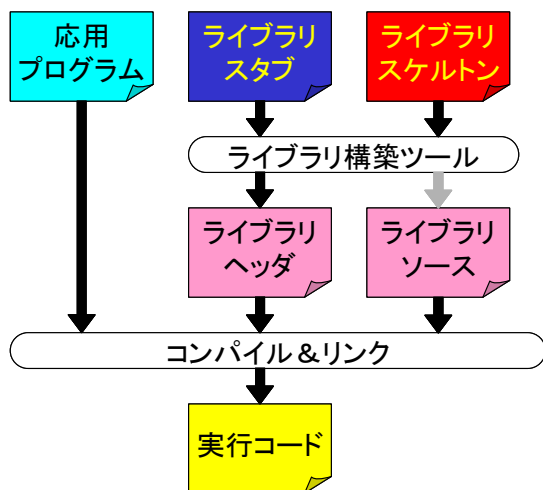 応用
プログラム
ライブラリ
スタブ
ライブラリ
スケルトン
ライブラリ構築ツール
ライブラリ
ヘッダ
ライブラリ
ソース
コンパイル&リンク
実行コード